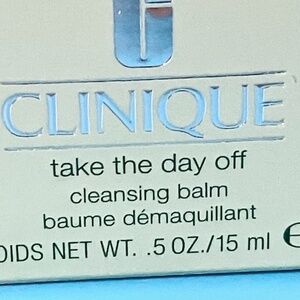 CLINIQUE
take the day off
cleansing balm
baume démaquillant
OIDS NET WT. .5 OZ./15 ml e